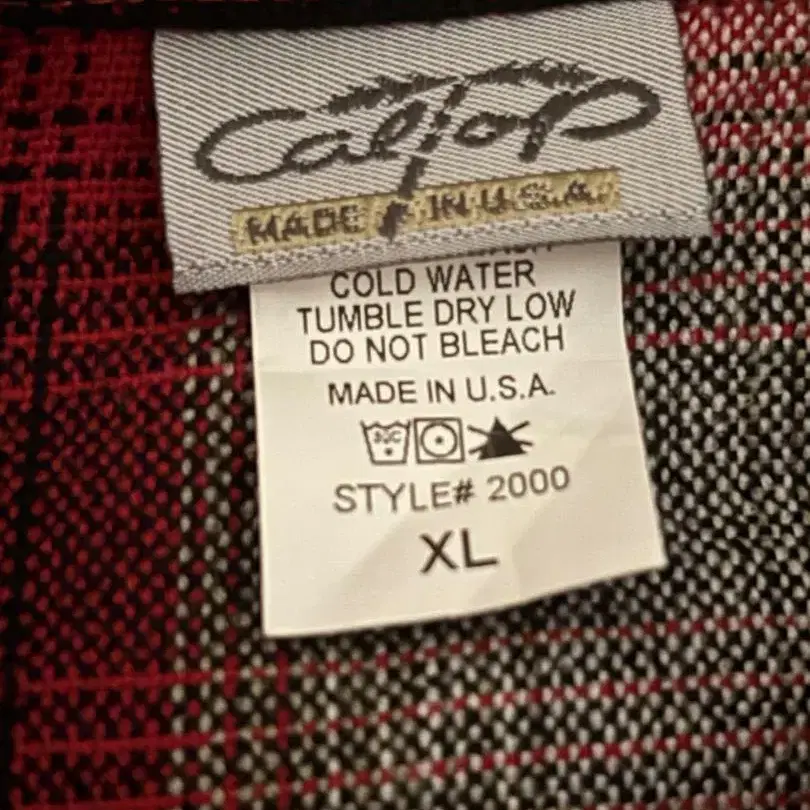 CalTop
MADE IN U.S.A.
COLD WATER
TUMBLE DRY LOW
DO NOT BLEACH
MADE IN U.S.A.
STYLE# 2000
XL